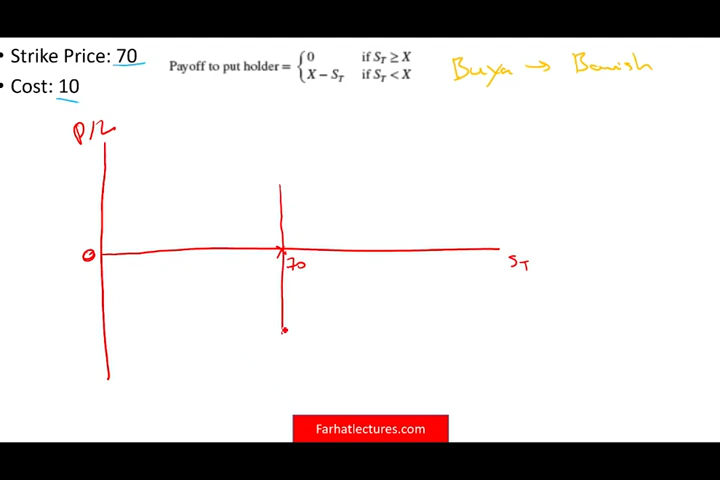 • Strike Price: 70
• Cost: 10
Payoff to put holder = { 0 if S_T ≥ X
X − S_T if S_T < X
Buy a → Bearish
P/L
0
70
S_T
Farhatlectures.com